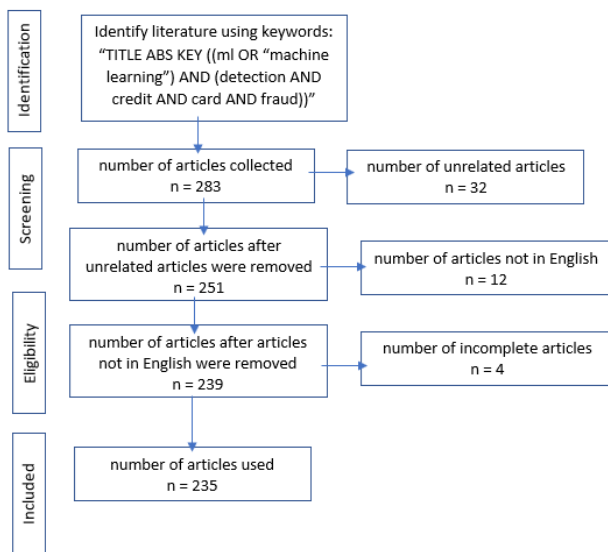 Identification
Identify literature using keywords:
“TITLE ABS KEY ((ml OR “machine
learning”) AND (detection AND
credit AND card AND fraud))”
Screening
number of articles collected
n = 283
number of unrelated articles
n = 32
number of articles after
unrelated articles were removed
n = 251
number of articles not in English
n = 12
Eligibility
number of articles after articles
not in English were removed
n = 239
number of incomplete articles
n = 4
Included
number of articles used
n = 235